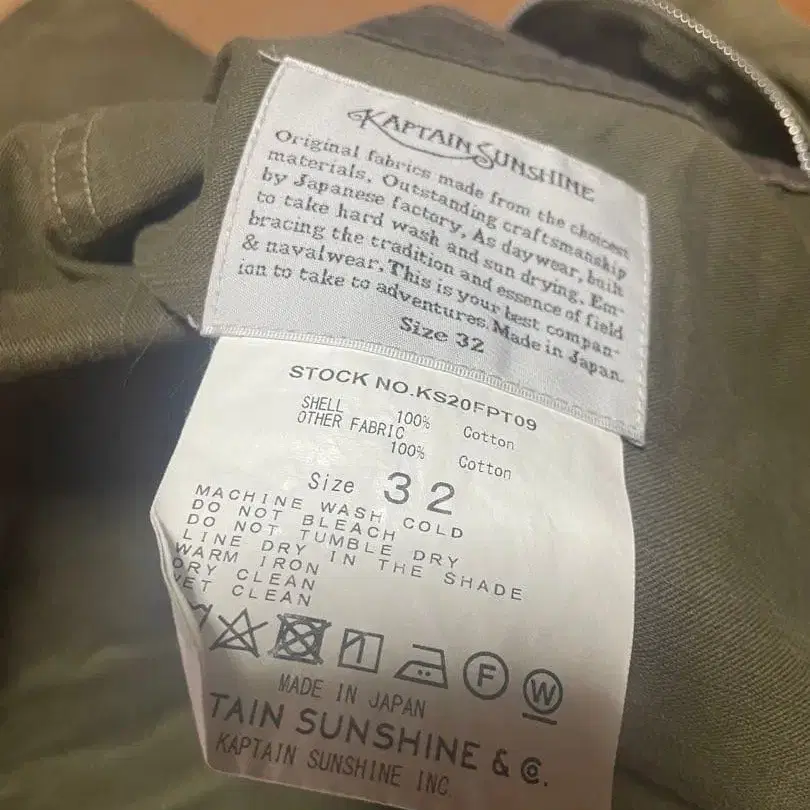 KAPTAIN SUNSHINE
Original fabrics made from the choicest
materials. Outstanding craftsmanship
by Japanese factory. As day wear, built
to take hard wash and sun drying. Em-
bracing the tradition and essence of field
& navalwear. This is your best compan-
ion to take to adventures. Made in Japan.
Size 32
STOCK NO.KS20FPT09
SHELL 100% Cotton
OTHER FABRIC 100% Cotton
Size 32
MACHINE WASH COLD
DO NOT BLEACH
DO NOT TUMBLE DRY
LINE DRY IN THE SHADE
WARM IRON
DRY CLEAN
WET CLEAN
F W
MADE IN JAPAN
TAIN SUNSHINE & CO.
KAPTAIN SUNSHINE INC.